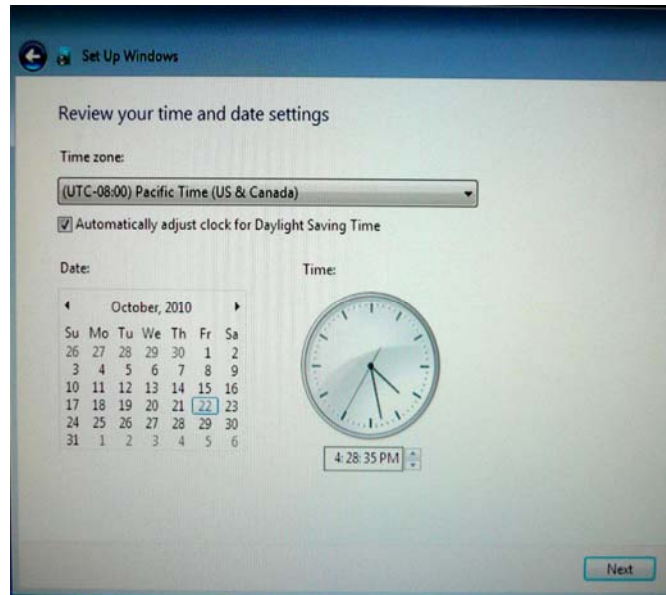 Set Up Windows
Review your time and date settings
Time zone:
(UTC-08:00) Pacific Time (US & Canada)
Automatically adjust clock for Daylight Saving Time
Date:
Time:
October, 2010
Su Mo Tu We Th Fr Sa
26 27 28 29 30 1 2
3 4 5 6 7 8 9
10 11 12 13 14 15 16
17 18 19 20 21 22 23
24 25 26 27 28 29 30
31 1 2 3 4 5 6
4:28:35 PM
Next